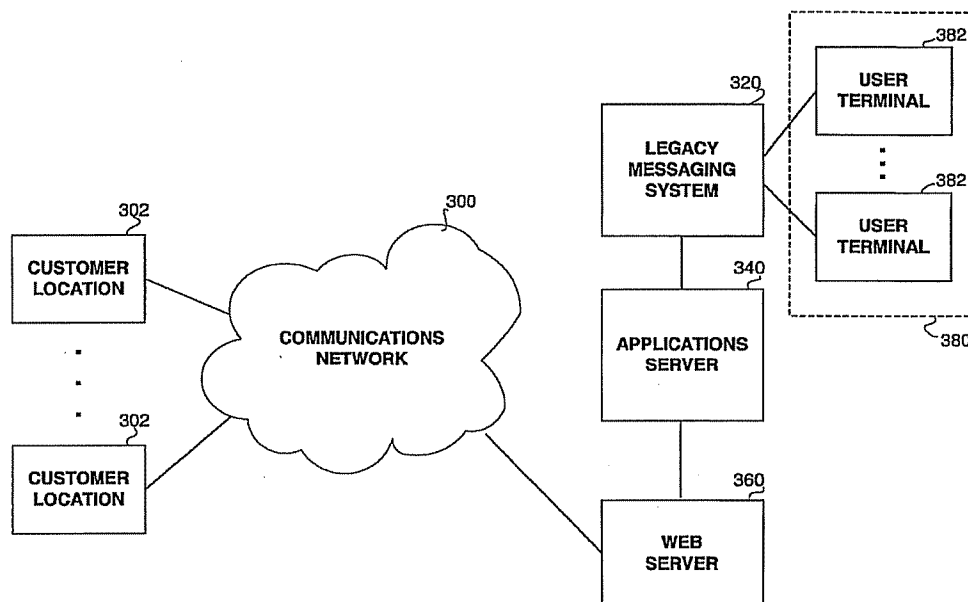 302
CUSTOMER
LOCATION
302
CUSTOMER
LOCATION
300
COMMUNICATIONS
NETWORK
320
LEGACY
MESSAGING
SYSTEM
382
USER
TERMINAL
382
USER
TERMINAL
380
340
APPLICATIONS
SERVER
360
WEB
SERVER